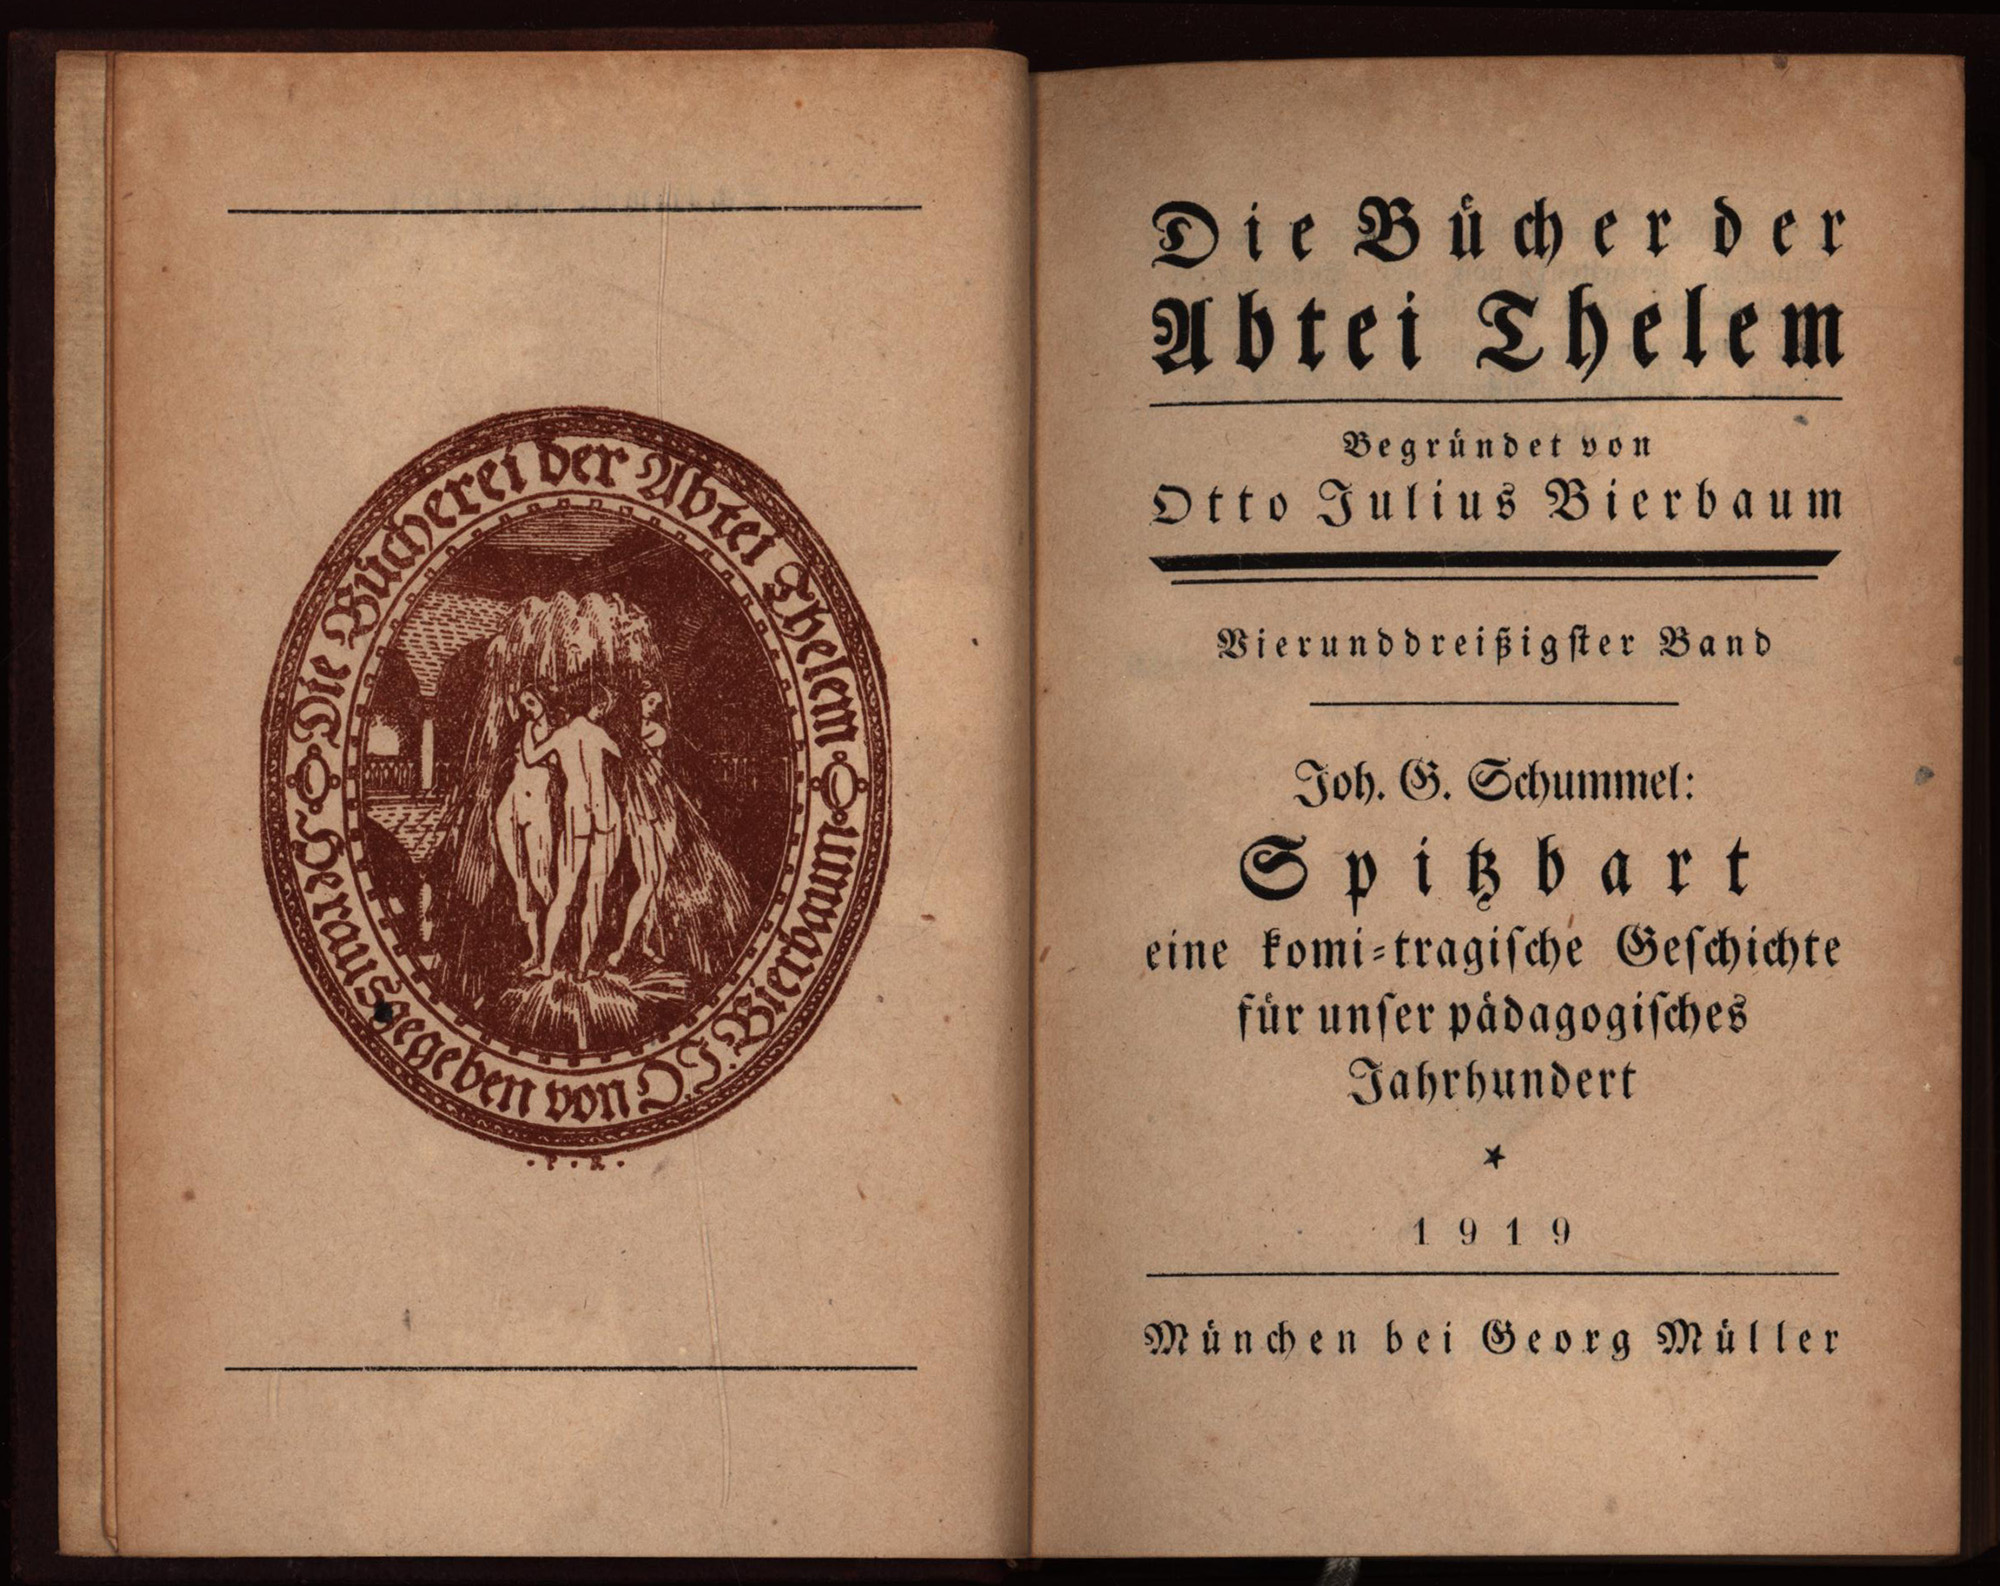 Die Bücherei der Abtei Thelem
Herausgegeben von O. J. Bierbaum
· P · R ·
Die Bücher der
Abtei Thelem
Begründet von
Otto Julius Bierbaum
Vierunddreißigſter Band
Joh. G. Schummel:
Spitzbart
eine komi-tragiſche Geſchichte
für unſer pädagogiſches
Jahrhundert
1919
München bei Georg Müller